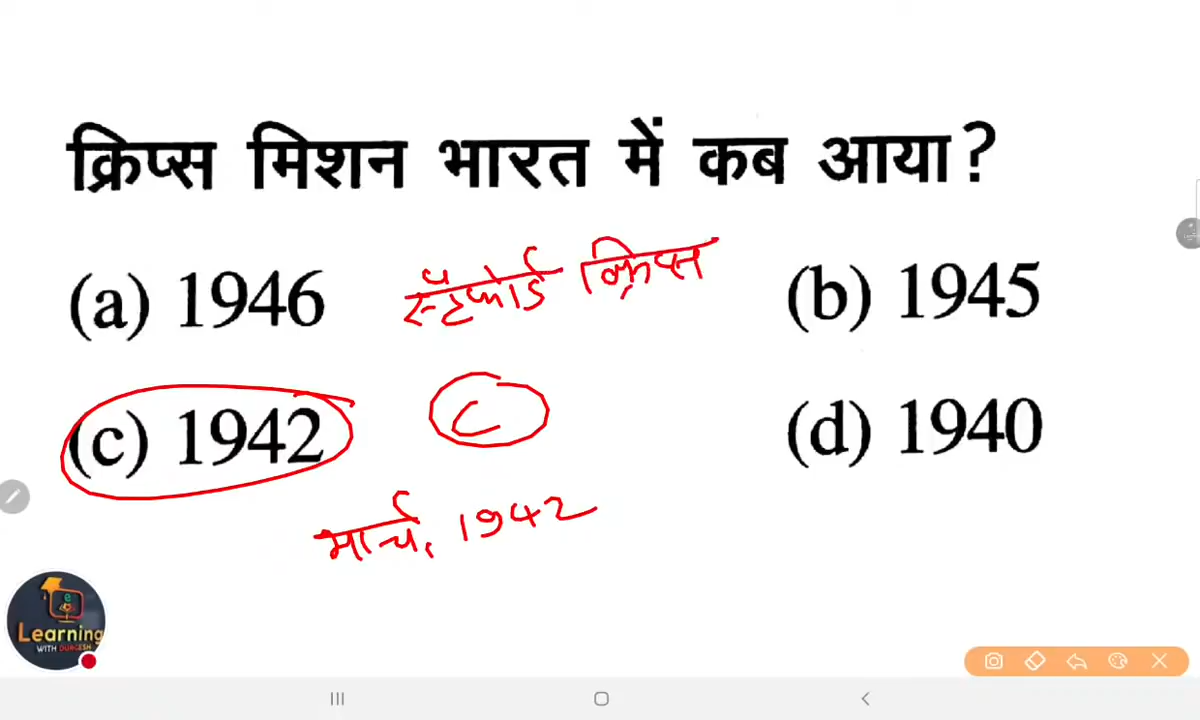 क्रिप्स मिशन भारत में कब आया?
(a) 1946
स्टैफोर्ड क्रिप्स
(b) 1945
(c) 1942
C
(d) 1940
मार्च, 1942
e
Learning
WITH DURGESH